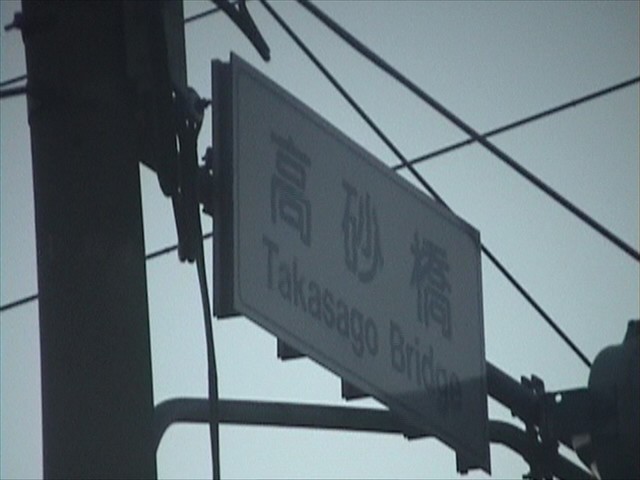 高砂橋
Takasago Bridge